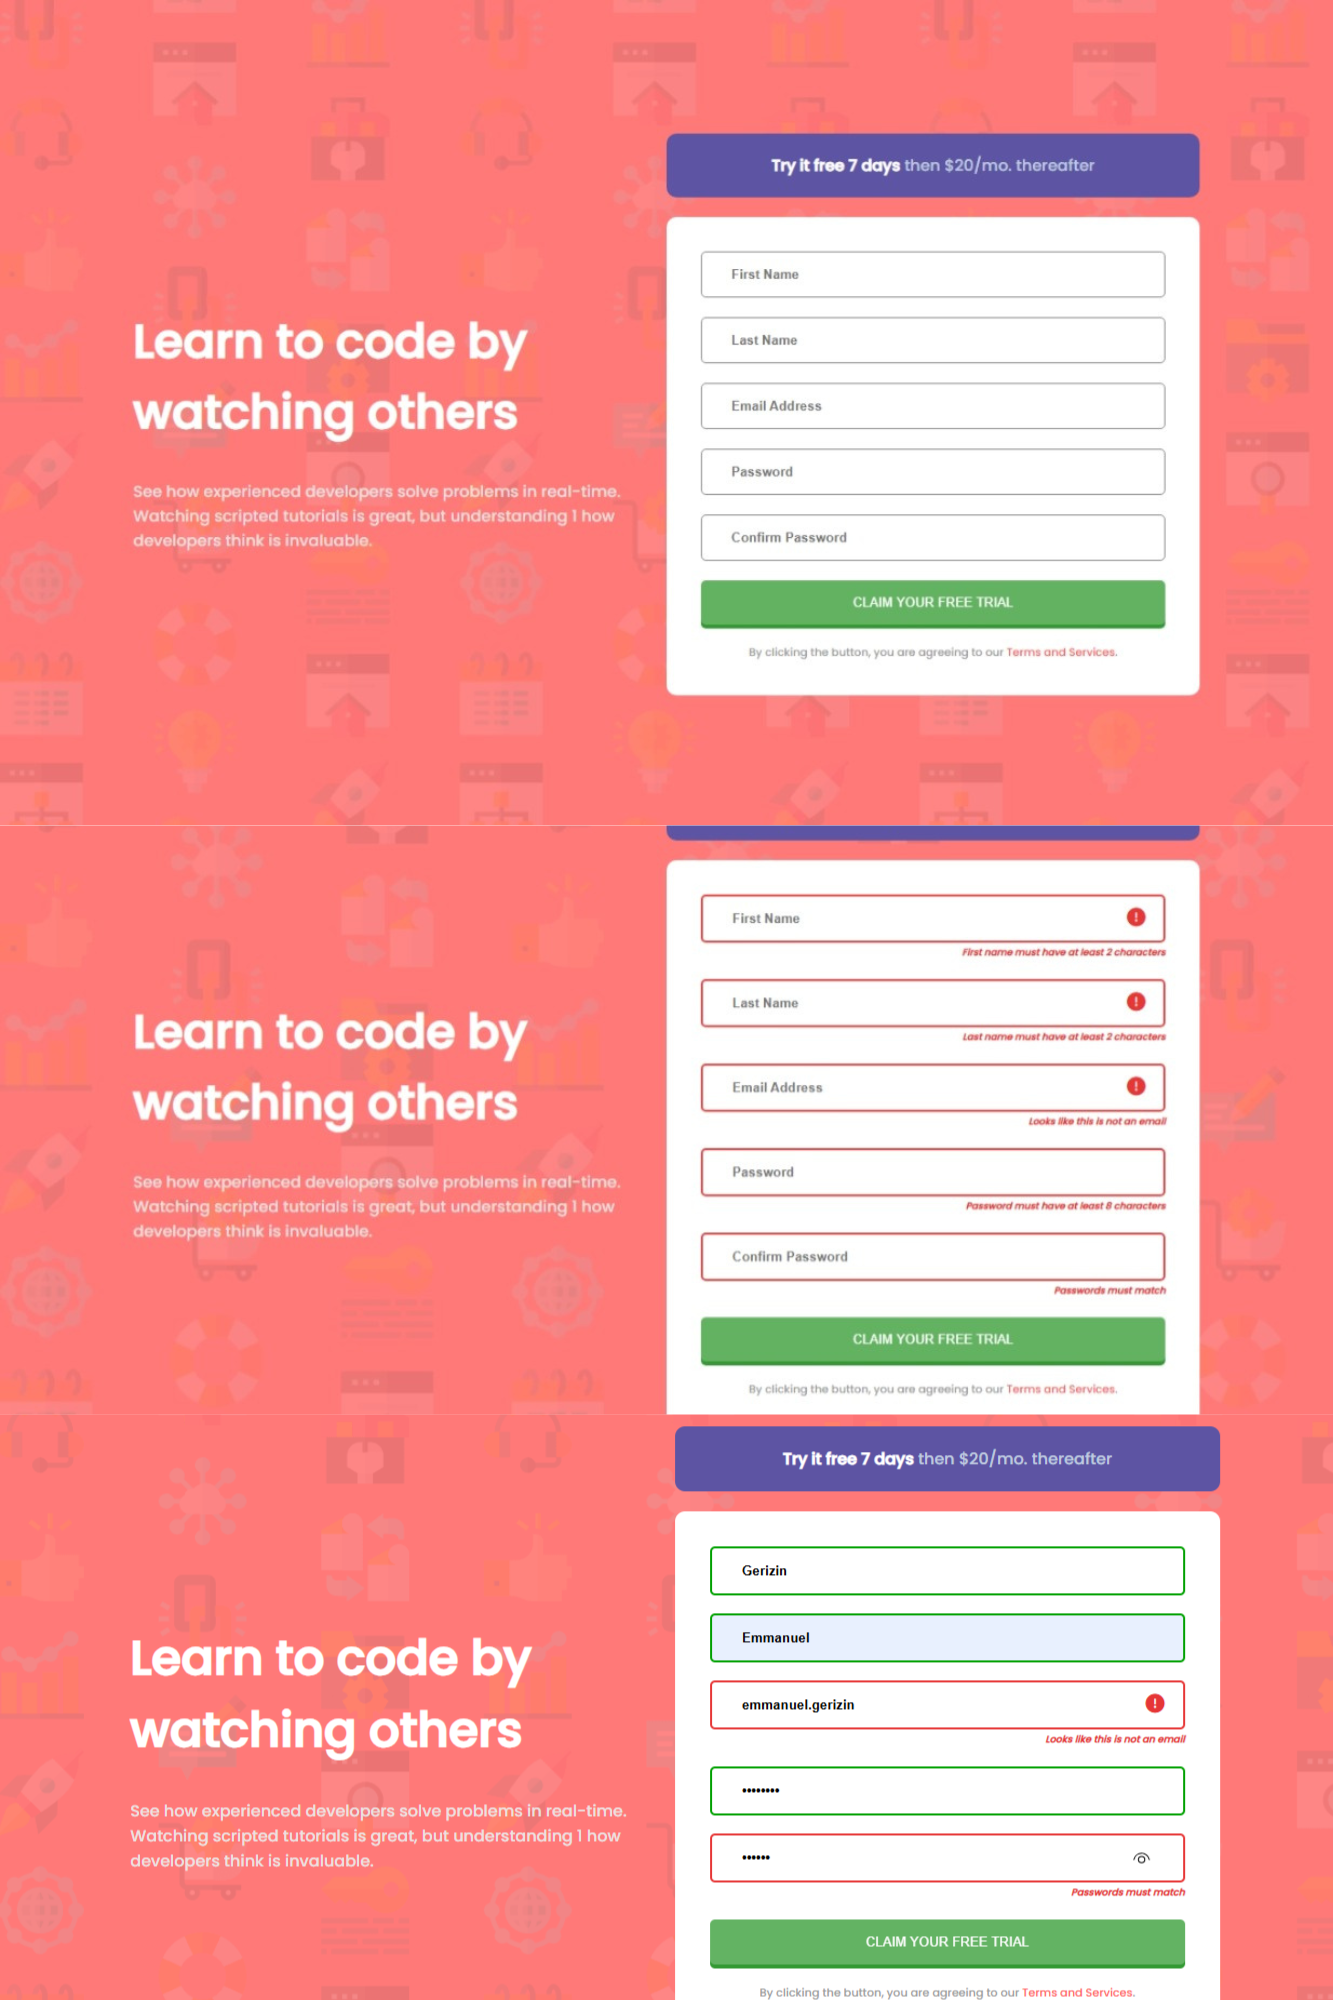 Try it free 7 days then $20/mo. thereafter
Learn to code by
watching others
See how experienced developers solve problems in real-time.
Watching scripted tutorials is great, but understanding 1 how
developers think is invaluable.
First Name
Last Name
Email Address
Password
Confirm Password
CLAIM YOUR FREE TRIAL
By clicking the button, you are agreeing to our Terms and Services.
Learn to code by
watching others
See how experienced developers solve problems in real-time.
Watching scripted tutorials is great, but understanding 1 how
developers think is invaluable.
First Name
First name must have at least 2 characters
Last Name
Last name must have at least 2 characters
Email Address
Looks like this is not an email
Password
Password must have at least 8 characters
Confirm Password
Passwords must match
CLAIM YOUR FREE TRIAL
By clicking the button, you are agreeing to our Terms and Services.
Try it free 7 days then $20/mo. thereafter
Learn to code by
watching others
See how experienced developers solve problems in real-time.
Watching scripted tutorials is great, but understanding 1 how
developers think is invaluable.
Gerizin
Emmanuel
emmanuel.gerizin
Looks like this is not an email
••••••••
••••••
Passwords must match
CLAIM YOUR FREE TRIAL
By clicking the button, you are agreeing to our Terms and Services.